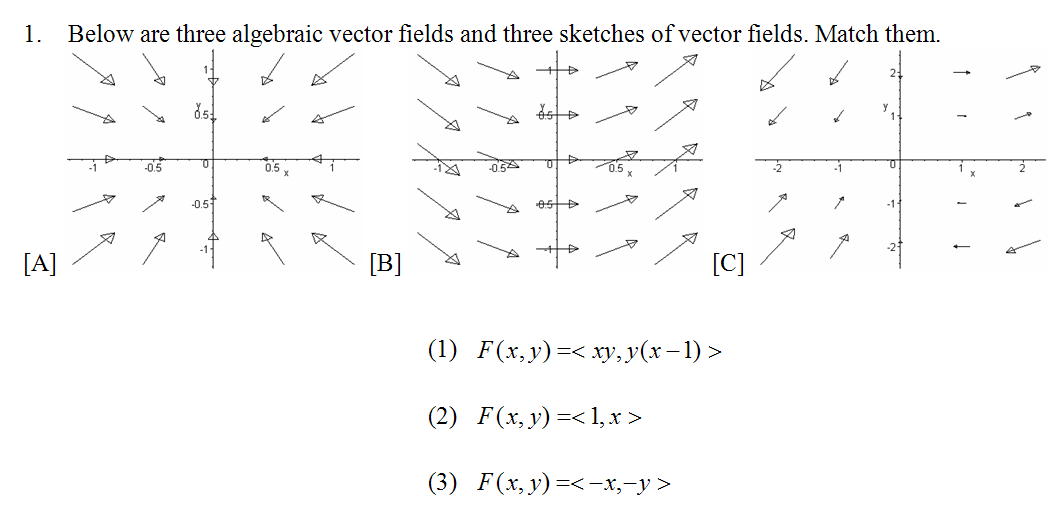 1. Below are three algebraic vector fields and three sketches of vector fields. Match them.
1 1 2
y 0.5 y 0.5 y 1
-1 -0.5 0 0.5 x 1 -1 -0.5 0 0.5 x 1 -2 -1 0 1 x 2
-0.5 -0.5 -1
-1 -1 -2
[A] [B] [C]
(1) F(x, y) =< xy, y(x − 1) >
(2) F(x, y) =< 1, x >
(3) F(x, y) =< −x, −y >